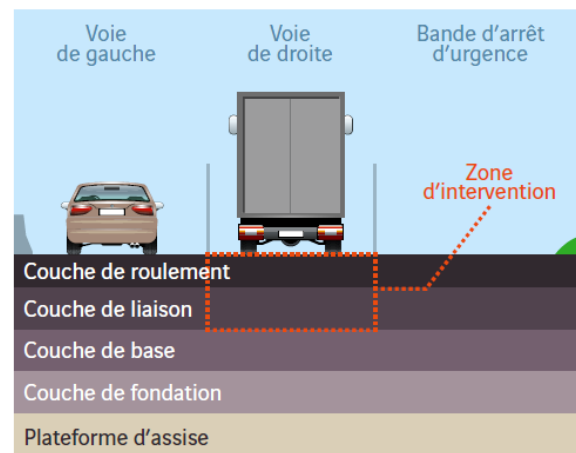 Voie
de gauche
Voie
de droite
Bande d'arrêt
d'urgence
Zone
d'intervention
Couche de roulement
Couche de liaison
Couche de base
Couche de fondation
Plateforme d'assise